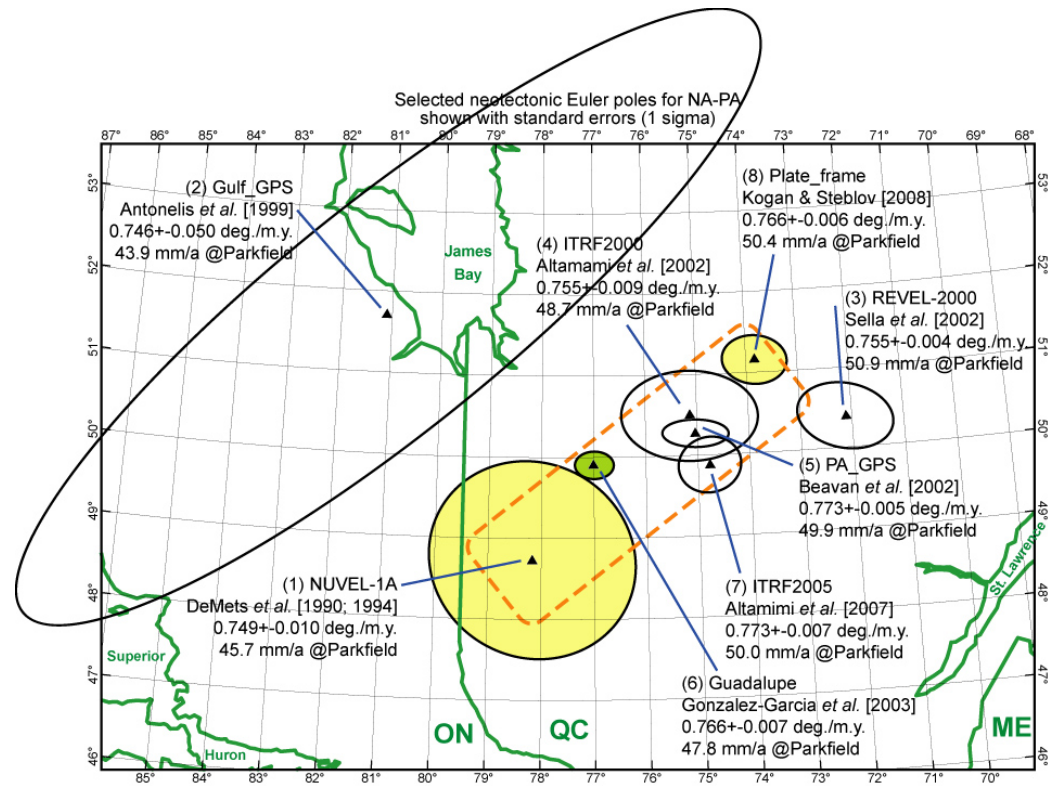 Selected neotectonic Euler poles for NA-PA
shown with standard errors (1 sigma)
87° 86° 85° 84° 83° 82° 81° 80° 79° 78° 77° 76° 75° 74° 73° 72° 71° 70° 69° 68°
53°
53°
(2) Gulf_GPS
Antonelis et al. [1999]
0.746+-0.050 deg./m.y.
43.9 mm/a @Parkfield
(8) Plate_frame
Kogan & Steblov [2008]
0.766+-0.006 deg./m.y.
50.4 mm/a @Parkfield
James
Bay
(4) ITRF2000
Altamami et al. [2002]
0.755+-0.009 deg./m.y.
48.7 mm/a @Parkfield
52°
52°
(3) REVEL-2000
Sella et al. [2002]
0.755+-0.004 deg./m.y.
50.9 mm/a @Parkfield
51°
51°
50°
50°
(5) PA_GPS
Beavan et al. [2002]
0.773+-0.005 deg./m.y.
49.9 mm/a @Parkfield
49°
49°
St. Lawrence
(1) NUVEL-1A
DeMets et al. [1990; 1994]
0.749+-0.010 deg./m.y.
45.7 mm/a @Parkfield
(7) ITRF2005
Altamimi et al. [2007]
0.773+-0.007 deg./m.y.
50.0 mm/a @Parkfield
48°
48°
Superior
47°
47°
(6) Guadalupe
Gonzalez-Garcia et al. [2003]
0.766+-0.007 deg./m.y.
47.8 mm/a @Parkfield
ON
QC
ME
Huron
46°
46°
85° 84° 83° 82° 81° 80° 79° 78° 77° 76° 75° 74° 73° 72° 71° 70°